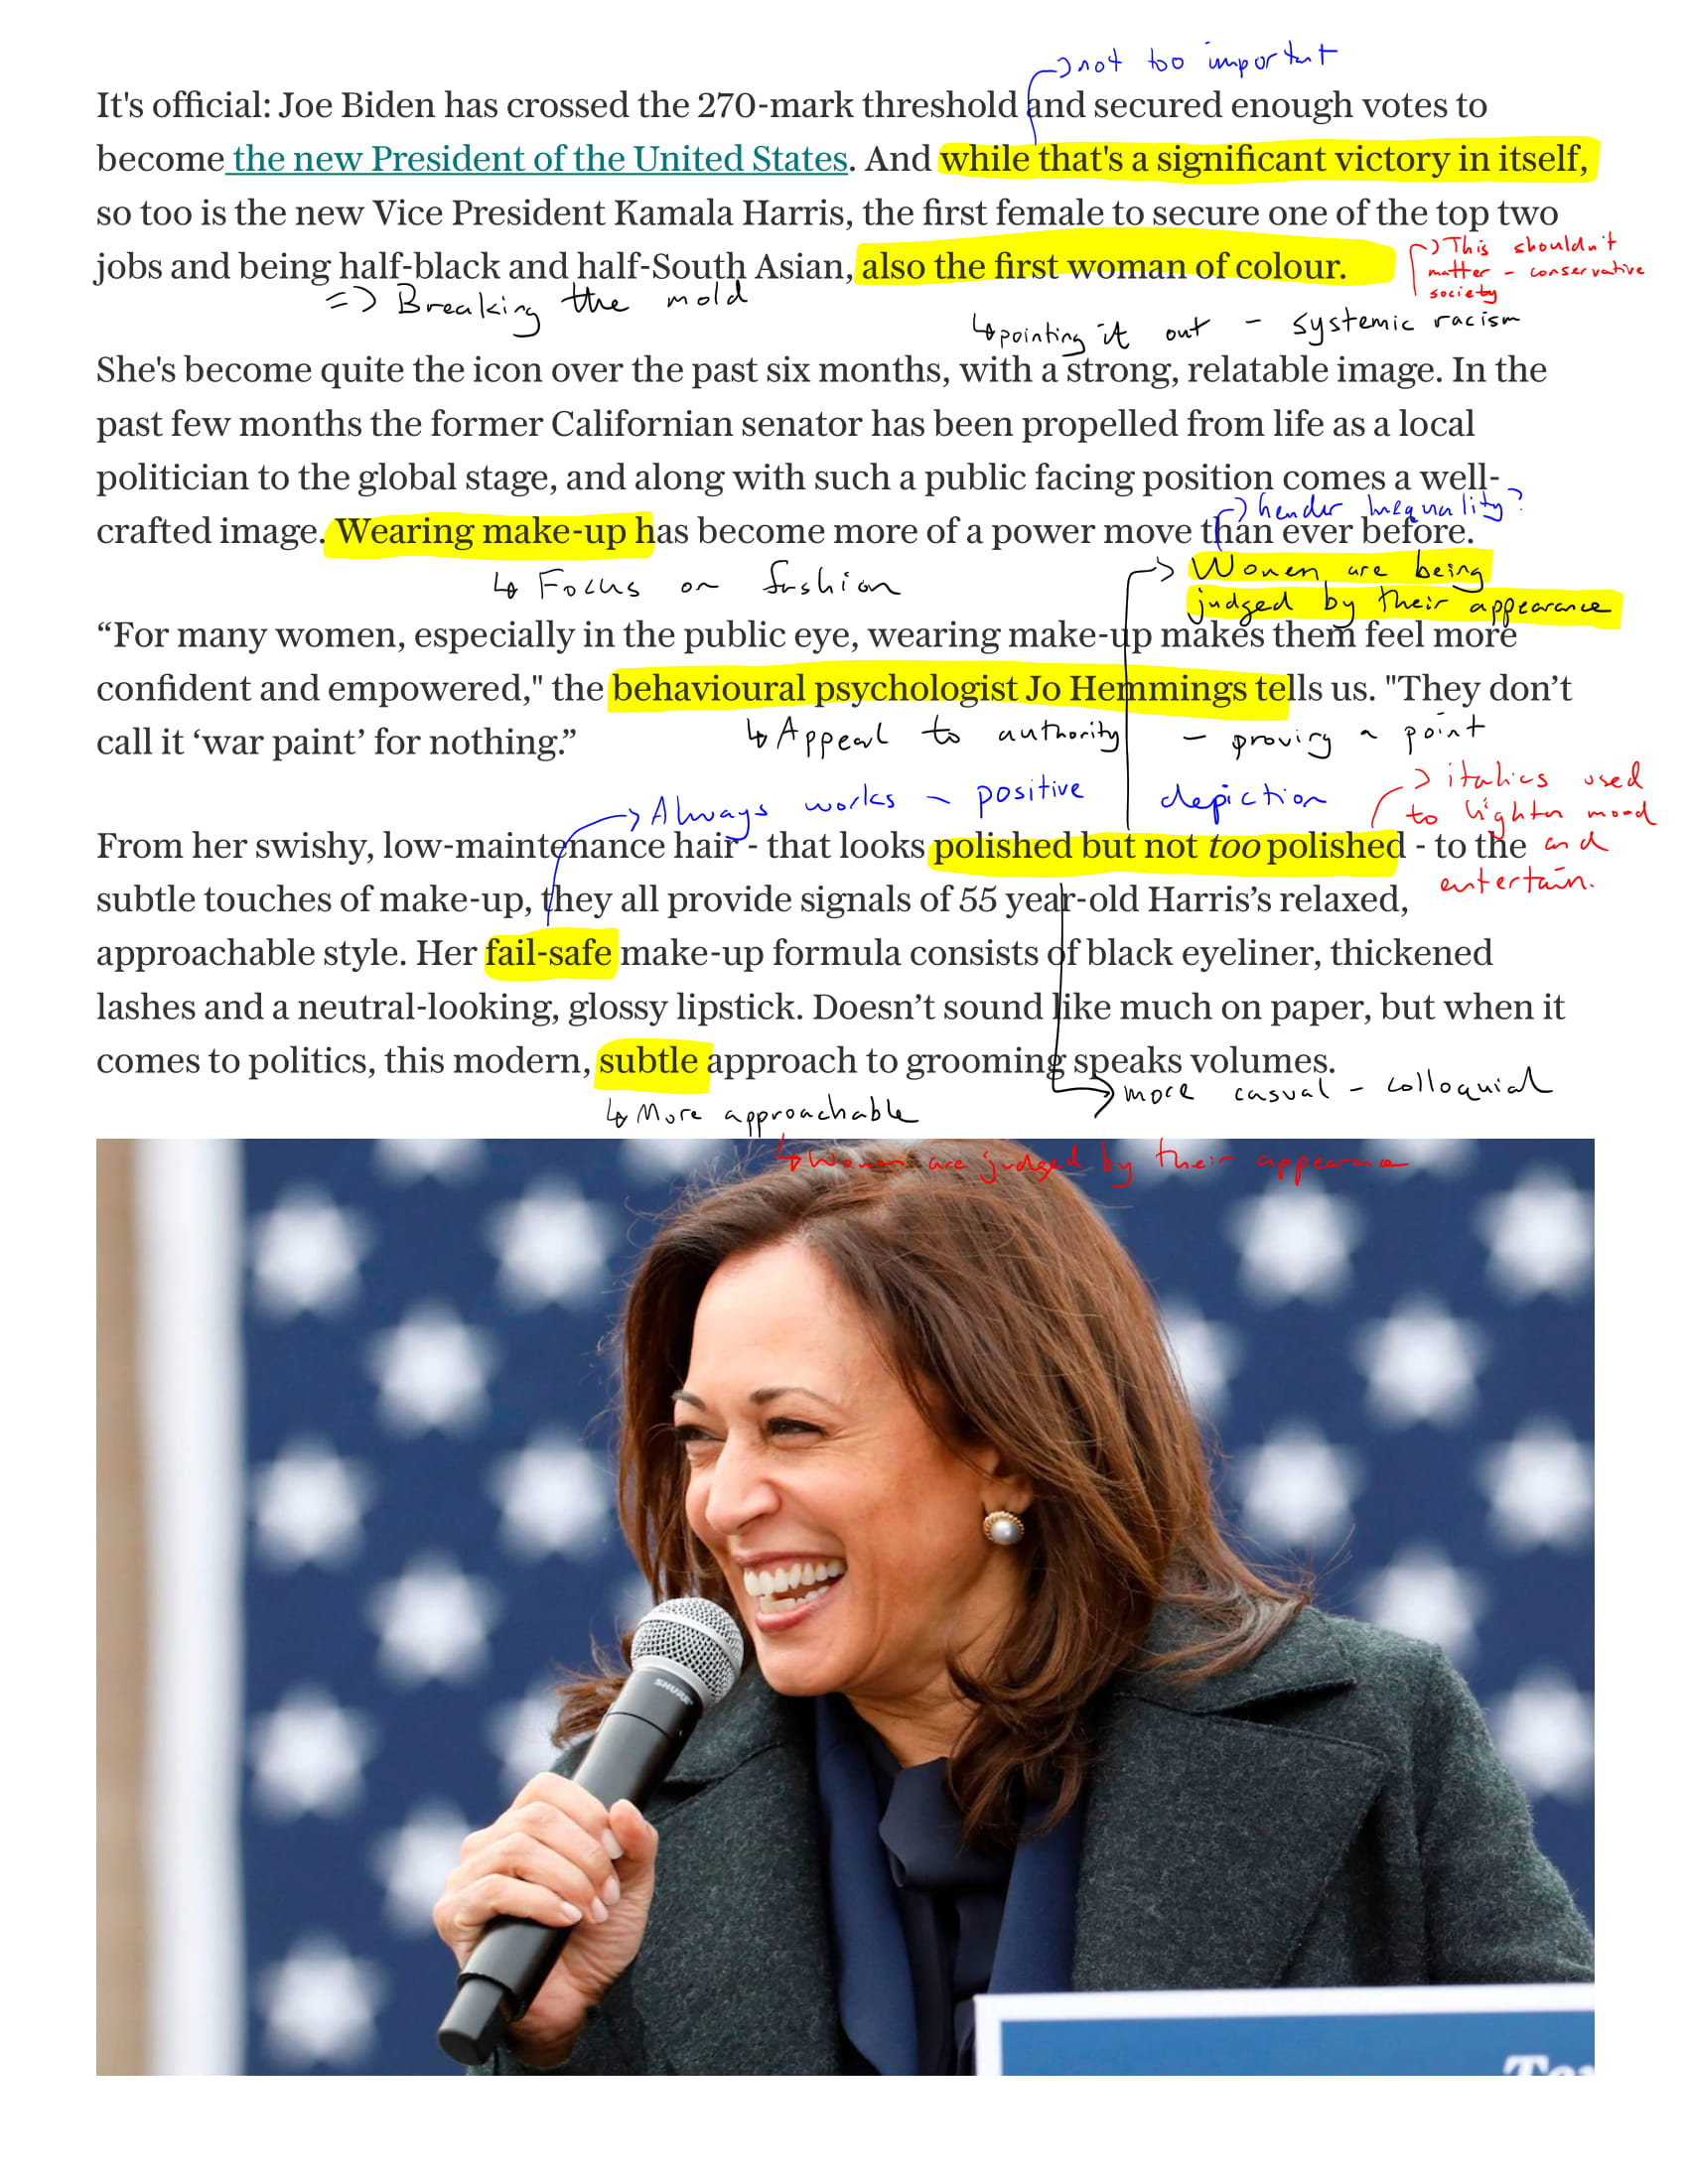 not too important
It's official: Joe Biden has crossed the 270-mark threshold and secured enough votes to
become the new President of the United States. And while that's a significant victory in itself,
so too is the new Vice President Kamala Harris, the first female to secure one of the top two
jobs and being half-black and half-South Asian, also the first woman of colour.
This shouldn't
matter - conservative
society
=> Breaking the mold
pointing it out - systemic racism
She's become quite the icon over the past six months, with a strong, relatable image. In the
past few months the former Californian senator has been propelled from life as a local
politician to the global stage, and along with such a public facing position comes a well-
crafted image. Wearing make-up has become more of a power move than ever before.
Gender Inequality?
Focus on fashion
Women are being
judged by their appearance
“For many women, especially in the public eye, wearing make-up makes them feel more
confident and empowered," the behavioural psychologist Jo Hemmings tells us. "They don’t
call it ‘war paint’ for nothing.”
Appeal to authority - proving a point
Always works - positive depiction
italics used
to lighten mood
and
entertain.
From her swishy, low-maintenance hair - that looks polished but not too polished - to the
subtle touches of make-up, they all provide signals of 55 year-old Harris’s relaxed,
approachable style. Her fail-safe make-up formula consists of black eyeliner, thickened
lashes and a neutral-looking, glossy lipstick. Doesn’t sound like much on paper, but when it
comes to politics, this modern, subtle approach to grooming speaks volumes.
more casual - colloquial
More approachable
Women are judged by their appearance
SHURE